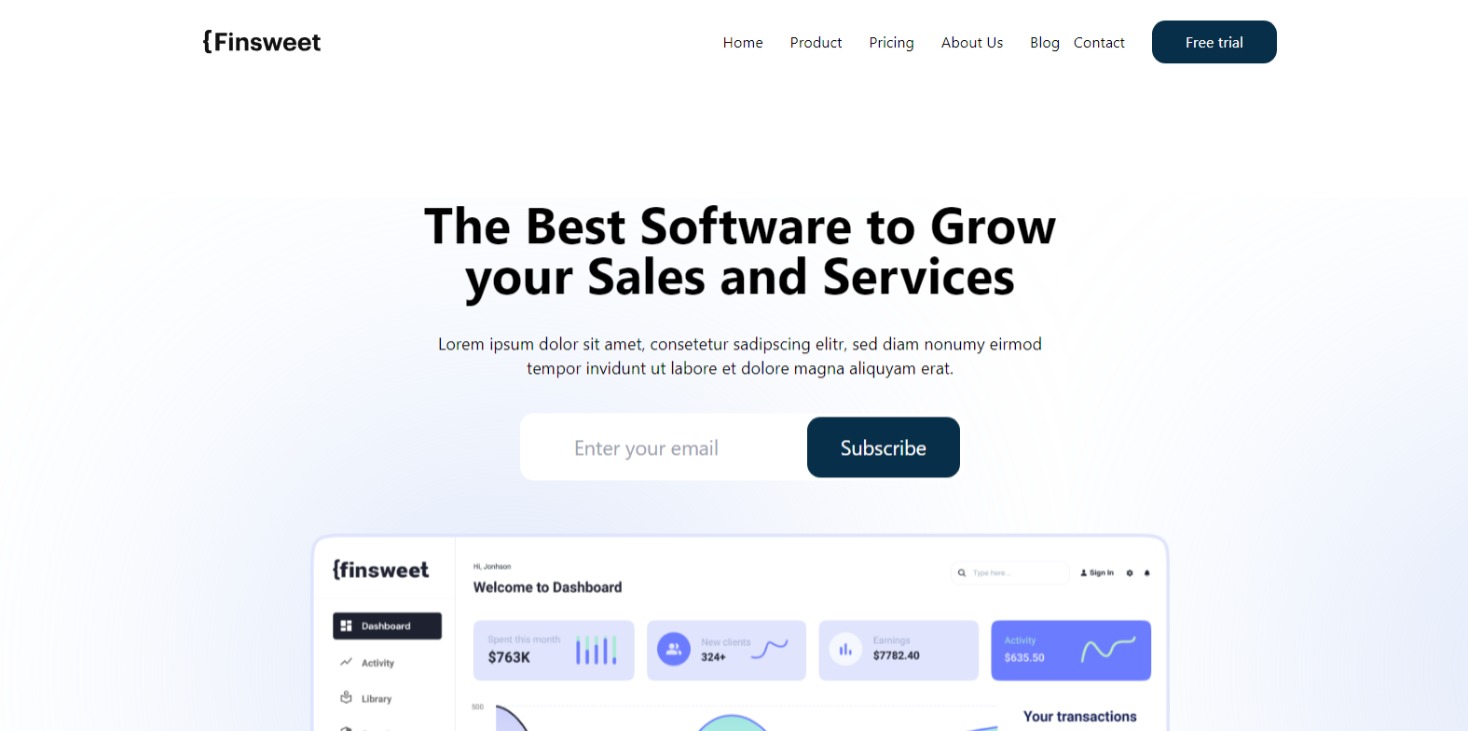 {Finsweet
Home Product Pricing About Us Blog Contact Free trial
The Best Software to Grow
your Sales and Services
Lorem ipsum dolor sit amet, consetetur sadipscing elitr, sed diam nonumy eirmod
tempor invidunt ut labore et dolore magna aliquyam erat.
Enter your email Subscribe
{finsweet
Hi, Jonhson
Welcome to Dashboard
Type here...
Sign In
Dashboard
Activity
Library
Spent this month
$763K
New clients
324+
Earnings
$7782.40
Activity
$635.50
500
Your transactions